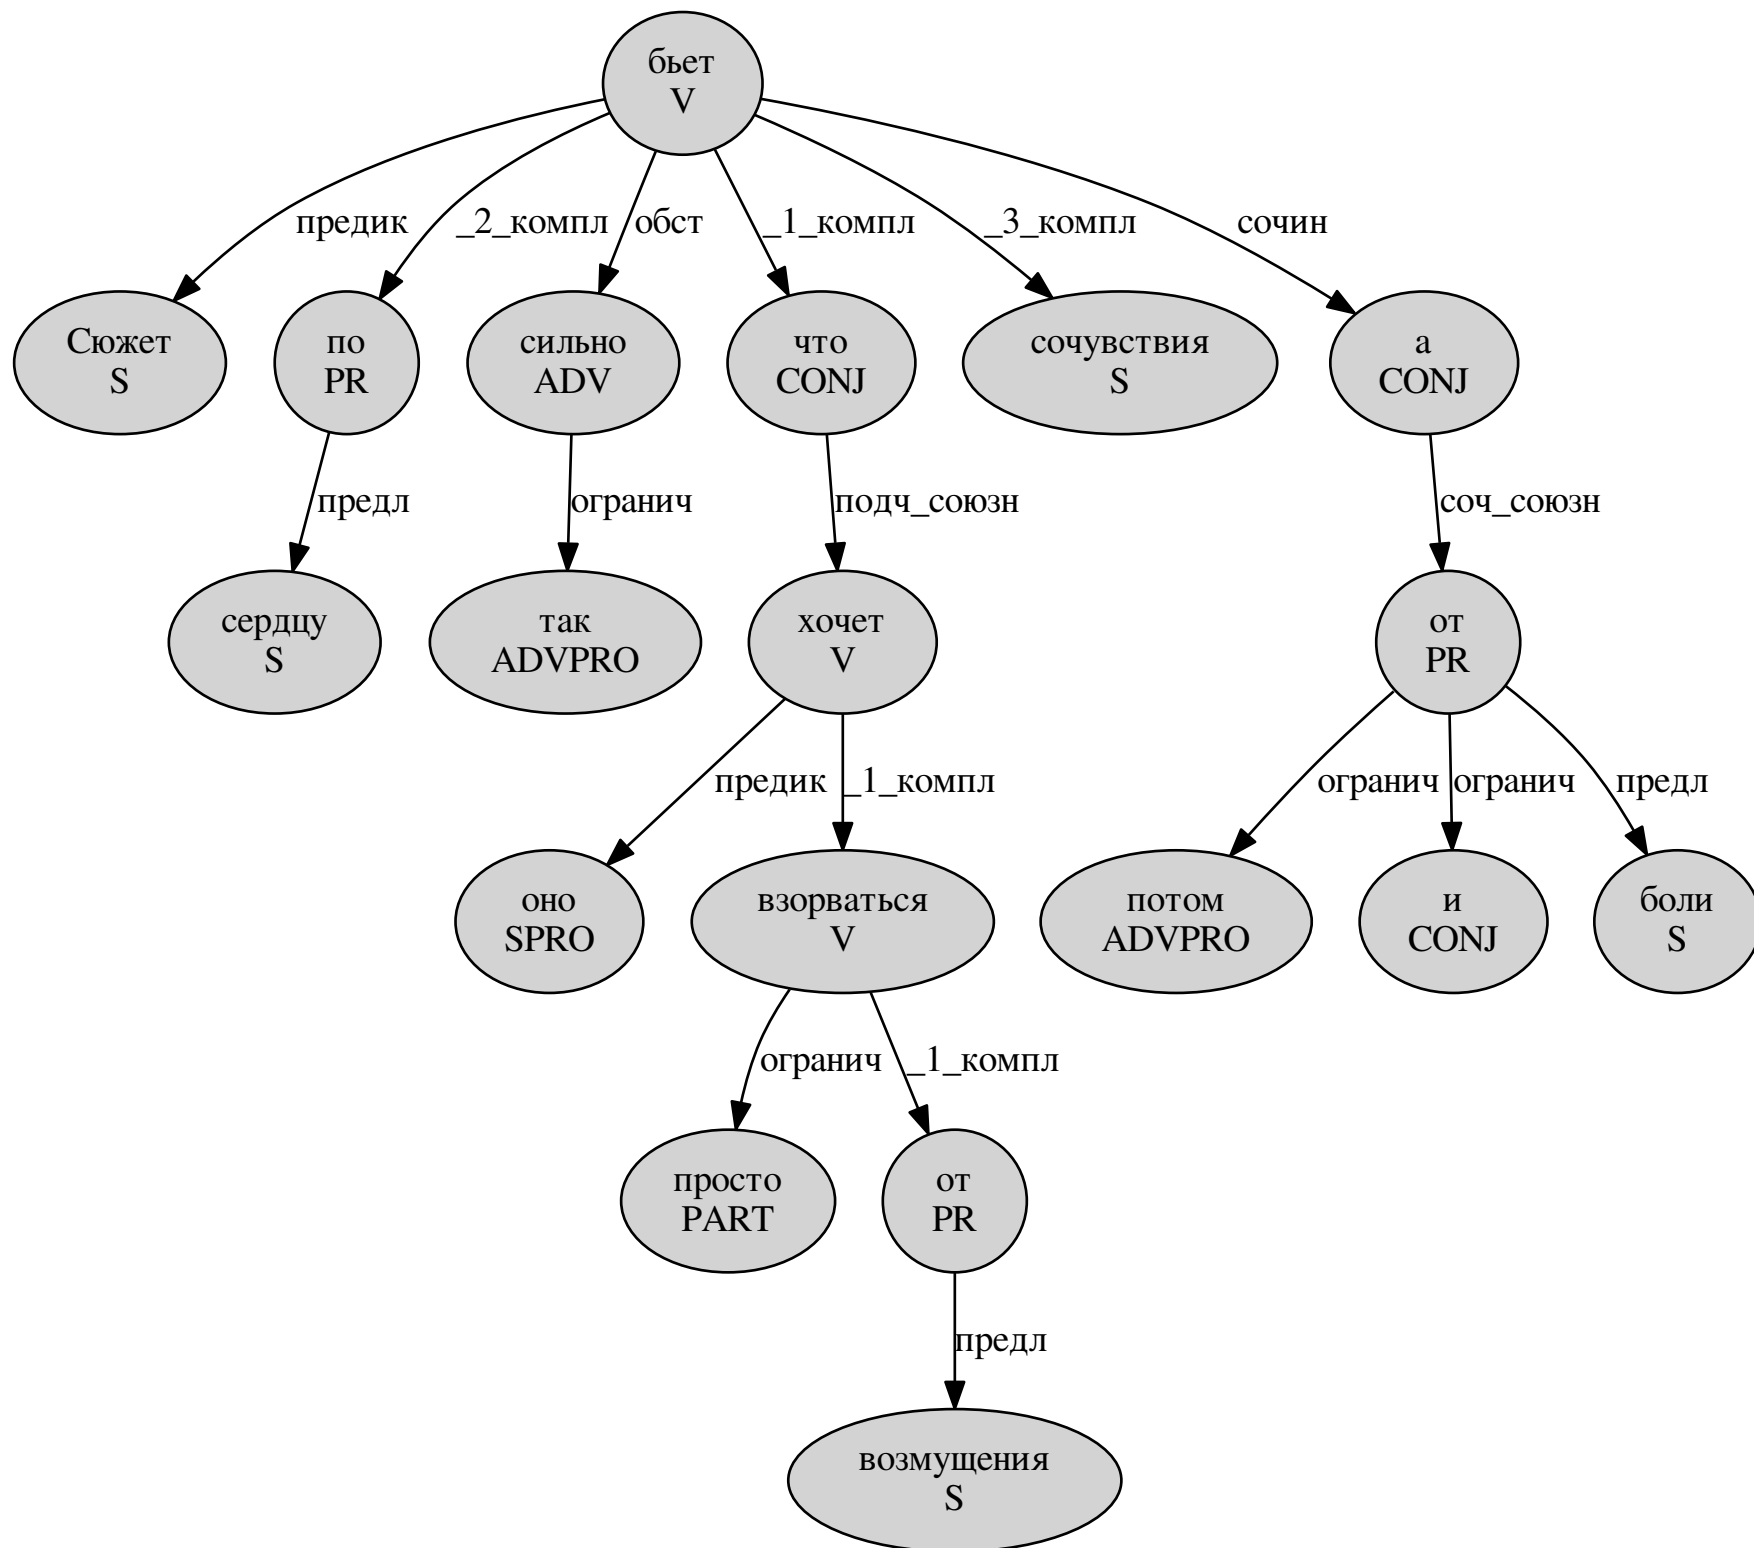 бьет
V
предик
_2_компл
обст
_1_компл
_3_компл
сочин
Сюжет
S
по
PR
сильно
ADV
что
CONJ
сочувствия
S
а
CONJ
предл
огранич
подч_союзн
соч_союзн
сердцу
S
так
ADVPRO
хочет
V
от
PR
предик
_1_компл
огранич
огранич
предл
оно
SPRO
взорваться
V
потом
ADVPRO
и
CONJ
боли
S
огранич
_1_компл
просто
PART
от
PR
предл
возмущения
S